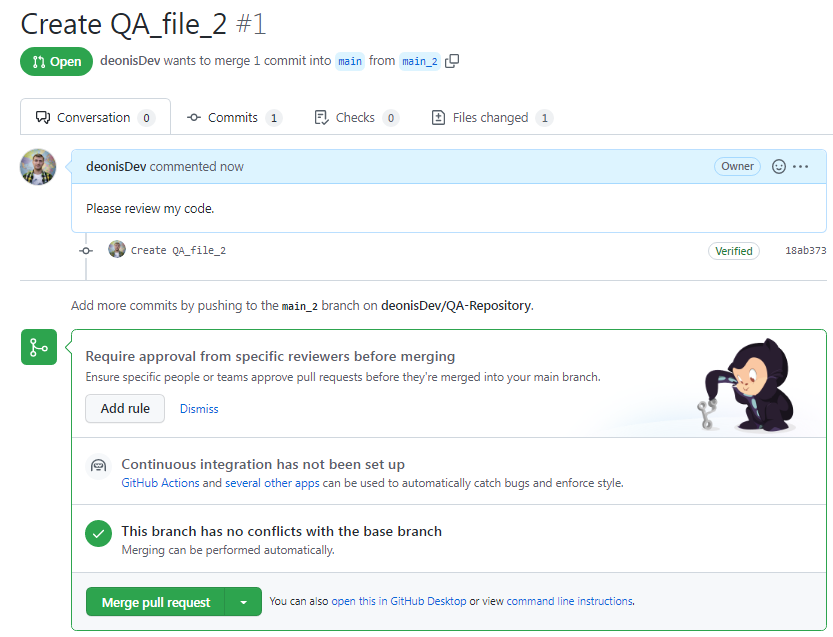 Create QA_file_2 #1
Open deonisDev wants to merge 1 commit into main from main_2
Conversation 0 Commits 1 Checks 0 Files changed 1
deonisDev commented now Owner
Please review my code.
Create QA_file_2 Verified 18ab373
Add more commits by pushing to the main_2 branch on deonisDev/QA-Repository.
Require approval from specific reviewers before merging
Ensure specific people or teams approve pull requests before they're merged into your main branch.
Add rule Dismiss
Continuous integration has not been set up
GitHub Actions and several other apps can be used to automatically catch bugs and enforce style.
This branch has no conflicts with the base branch
Merging can be performed automatically.
Merge pull request You can also open this in GitHub Desktop or view command line instructions.